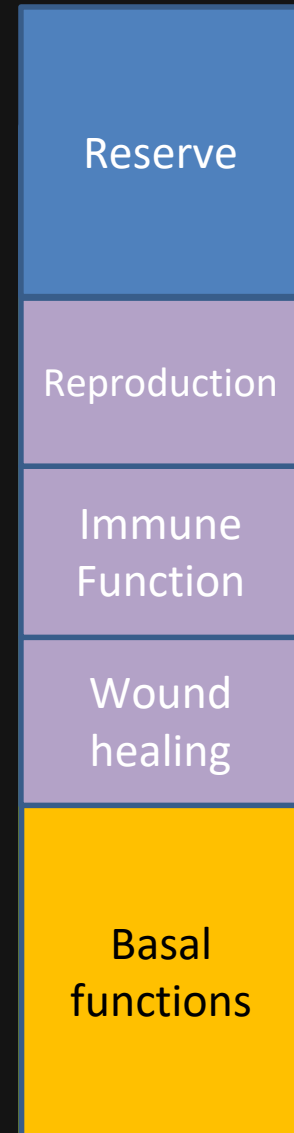 Reserve
Reproduction
Immune
Function
Wound
healing
Basal
functions